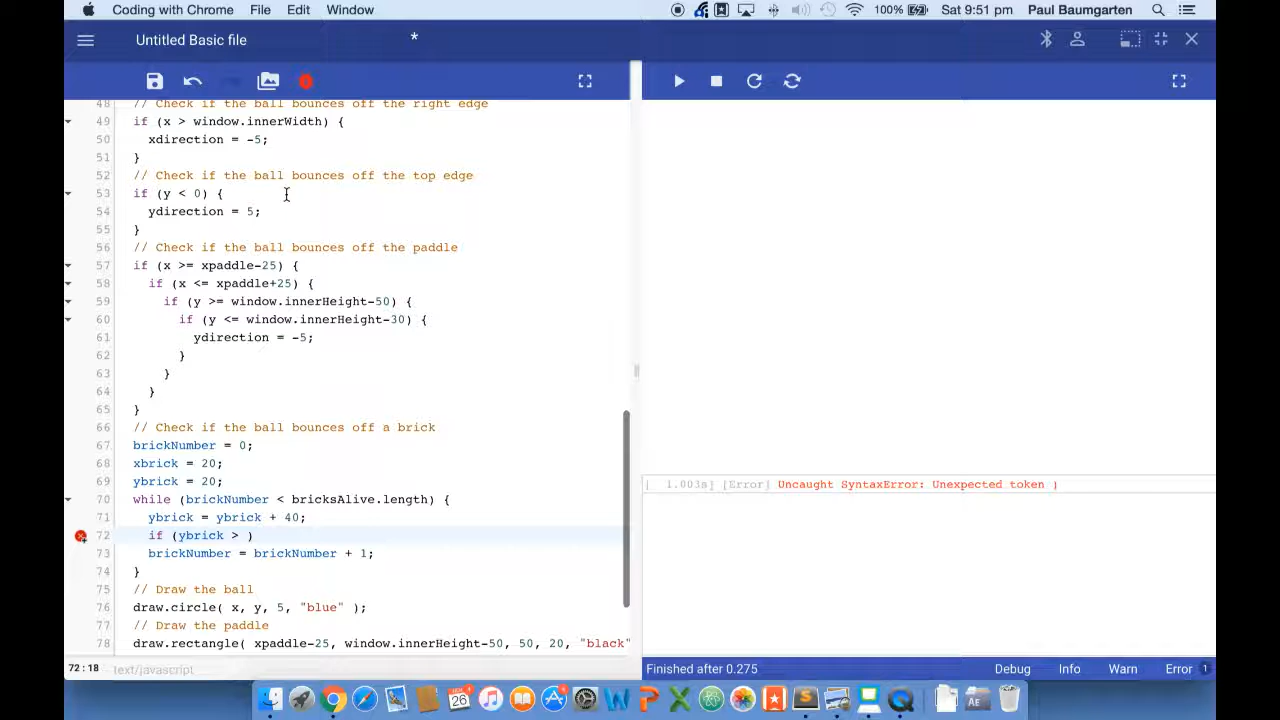 Coding with Chrome File Edit Window 100% Sat 9:51 pm Paul Baumgarten
Untitled Basic file *
48 // Check if the ball bounces off the right edge
49 if (x > window.innerWidth) {
50 xdirection = -5;
51 }
52 // Check if the ball bounces off the top edge
53 if (y < 0) {
54 ydirection = 5;
55 }
56 // Check if the ball bounces off the paddle
57 if (x >= xpaddle-25) {
58 if (x <= xpaddle+25) {
59 if (y >= window.innerHeight-50) {
60 if (y <= window.innerHeight-30) {
61 ydirection = -5;
62 }
63 }
64 }
65 }
66 // Check if the ball bounces off a brick
67 brickNumber = 0;
68 xbrick = 20;
69 ybrick = 20;
70 while (brickNumber < bricksAlive.length) {
71 ybrick = ybrick + 40;
72 if (ybrick > )
73 brickNumber = brickNumber + 1;
74 }
75 // Draw the ball
76 draw.circle( x, y, 5, "blue" );
77 // Draw the paddle
78 draw.rectangle( xpaddle-25, window.innerHeight-50, 50, 20, "black"
72:18 text/javascript
[ 1.003s] [Error] Uncaught SyntaxError: Unexpected token )
Finished after 0.275 Debug Info Warn Error 1